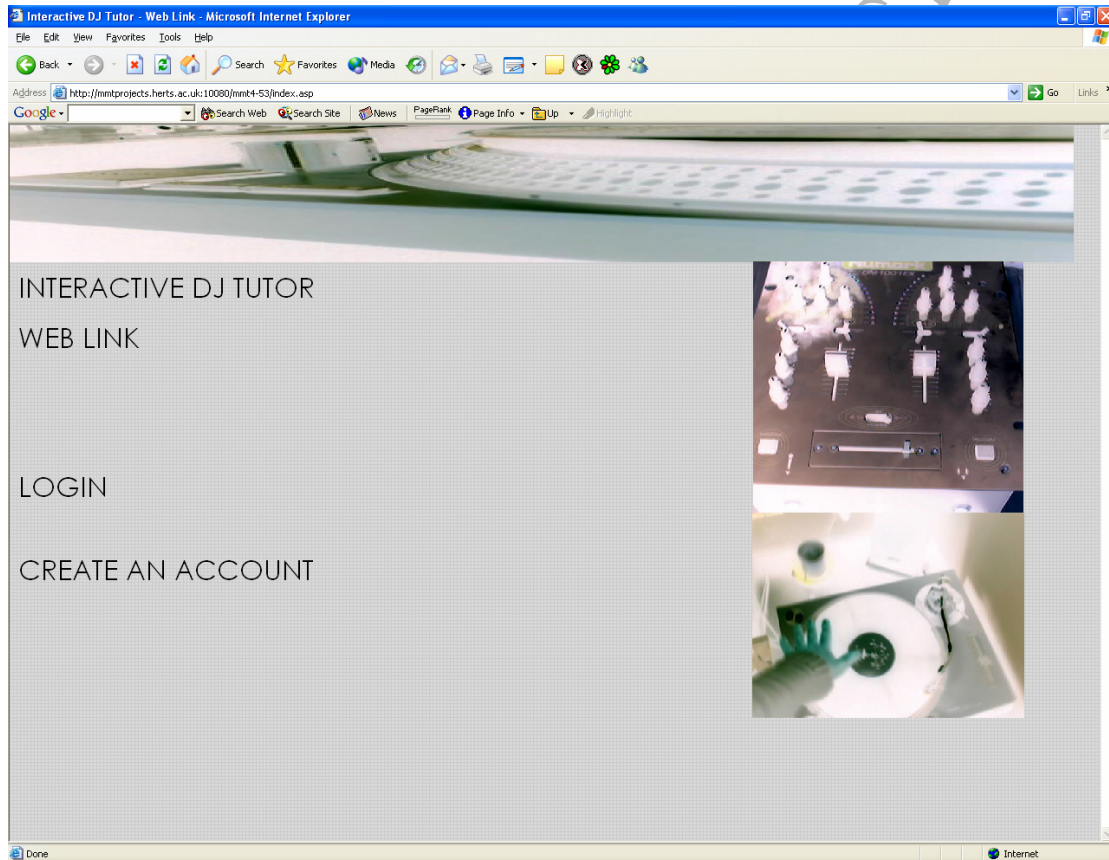 Interactive DJ Tutor - Web Link - Microsoft Internet Explorer
File Edit View Favorites Tools Help
Back Search Favorites Media
Address http://mmtprojects.herts.ac.uk:10080/mmt4-53/index.asp Go Links
Google Search Web Search Site News PageRank Page Info Up Highlight
INTERACTIVE DJ TUTOR
WEB LINK
LOGIN
CREATE AN ACCOUNT
Done Internet